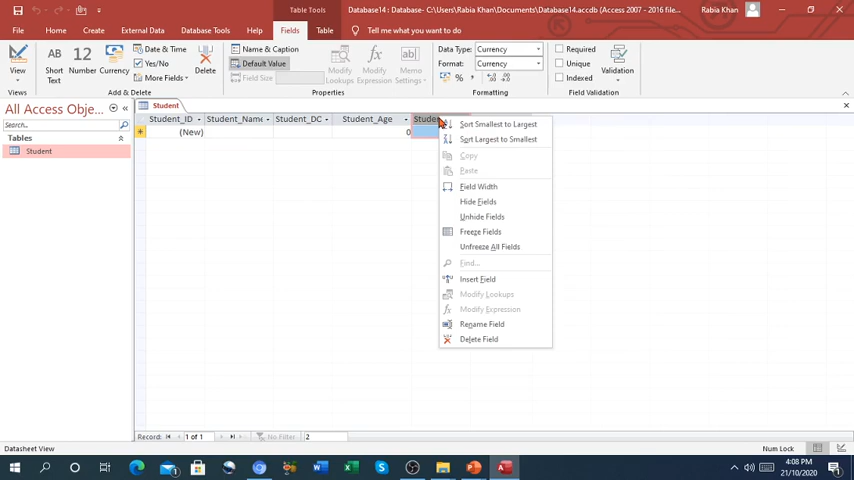 Table Tools
Database14 : Database- C:\Users\Rabia Khan\Documents\Database14.accdb (Access 2007 - 2016 file...
Rabia Khan
File Home Create External Data Database Tools Help Fields Table Tell me what you want to do
View
AB Short Text
12 Number
Currency
Date & Time
Yes/No
More Fields
Delete
Name & Caption
Default Value
Field Size
Modify Lookups
fx Modify Expression
ab Memo Settings
Data Type: Currency
Format: Currency
Required
Unique
Indexed
Validation
Views Add & Delete Properties Formatting Field Validation
All Access Obje...
Search...
Tables
Student
Student
Student_ID Student_Name Student_DC Student_Age
(New) 0
Sort Smallest to Largest
Sort Largest to Smallest
Copy
Paste
Field Width
Hide Fields
Unhide Fields
Freeze Fields
Unfreeze All Fields
Find...
Insert Field
Modify Lookups
Modify Expression
Rename Field
Delete Field
Record: 1 of 1 No Filter 2
Datasheet View Num Lock
4:08 PM
21/10/2020